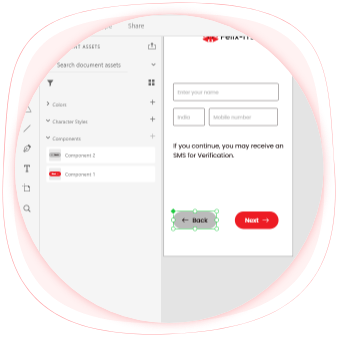 Share
NT ASSETS
Search document assets
Colors
Character Styles
Components
Component 2
Component 1
Enter your name
India
Mobile number
If you continue, you may receive an
SMS for Verification.
Back
Next